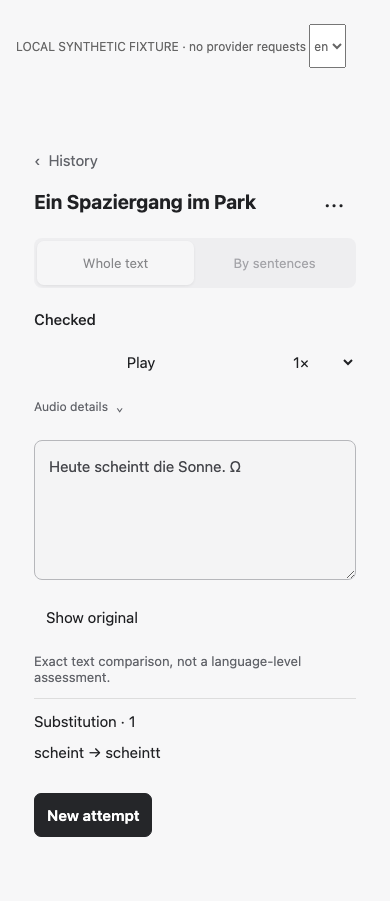 LOCAL SYNTHETIC FIXTURE · no provider requests en
‹ History
Ein Spaziergang im Park
...
Whole text By sentences
Checked
Play 1×
Audio details
Heute scheintt die Sonne. Ω
Show original
Exact text comparison, not a language-level
assessment.
Substitution · 1
scheint → scheintt
New attempt